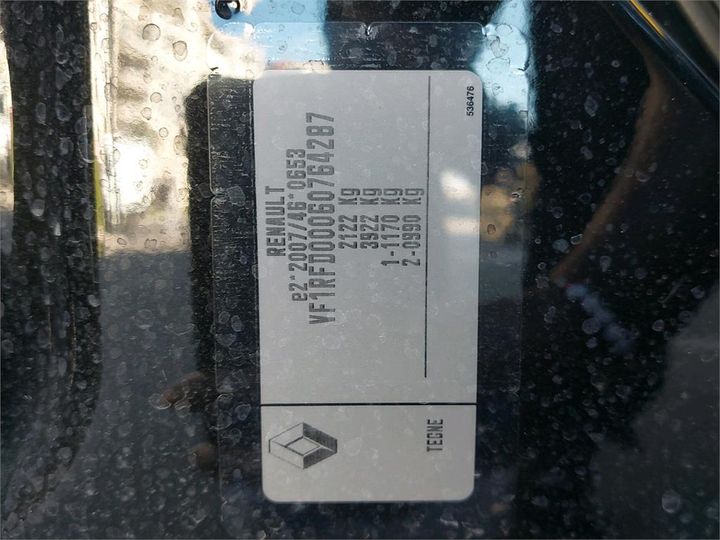 RENAULT
e2*2007/46*0653
VF1RFD00060764287
2122 Kg
3922 Kg
1-1170 Kg
2-0990 Kg
TECNE
536476